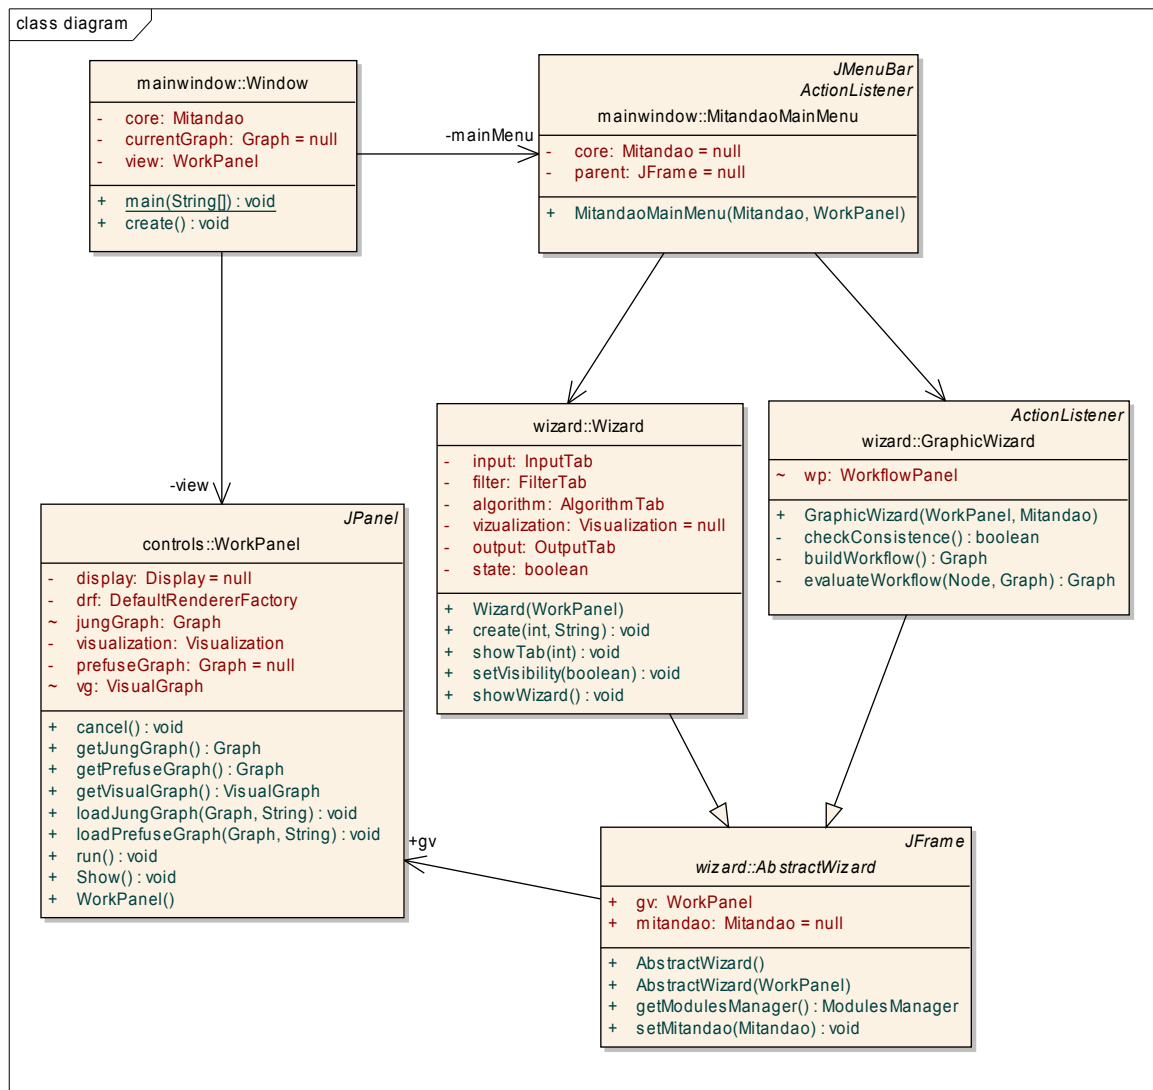 class diagram
mainwindow::Window
- core: Mitandao
- currentGraph: Graph = null
- view: WorkPanel
+ main(String[]) : void
+ create() : void
-mainMenu
JMenuBar
ActionListener
mainwindow::MitandaoMainMenu
- core: Mitandao = null
- parent: JFrame = null
+ MitandaoMainMenu(Mitandao, WorkPanel)
wizard::Wizard
- input: InputTab
- filter: FilterTab
- algorithm: AlgorithmTab
- vizualization: Visualization = null
- output: OutputTab
- state: boolean
+ Wizard(WorkPanel)
+ create(int, String) : void
+ showTab(int) : void
+ setVisibility(boolean) : void
+ showWizard() : void
ActionListener
wizard::GraphicWizard
~ wp: WorkflowPanel
+ GraphicWizard(WorkPanel, Mitandao)
- checkConsistence() : boolean
- buildWorkflow() : Graph
- evaluateWorkflow(Node, Graph) : Graph
-view
JPanel
controls::WorkPanel
- display: Display = null
- drf: DefaultRendererFactory
~ jungGraph: Graph
- visualization: Visualization
- prefuseGraph: Graph = null
~ vg: VisualGraph
+ cancel() : void
+ getJungGraph() : Graph
+ getPrefuseGraph() : Graph
+ getVisualGraph() : VisualGraph
+ loadJungGraph(Graph, String) : void
+ loadPrefuseGraph(Graph, String) : void
+ run() : void
+ Show() : void
+ WorkPanel()
+gv
JFrame
wizard::AbstractWizard
+ gv: WorkPanel
+ mitandao: Mitandao = null
+ AbstractWizard()
+ AbstractWizard(WorkPanel)
+ getModulesManager() : ModulesManager
+ setMitandao(Mitandao) : void